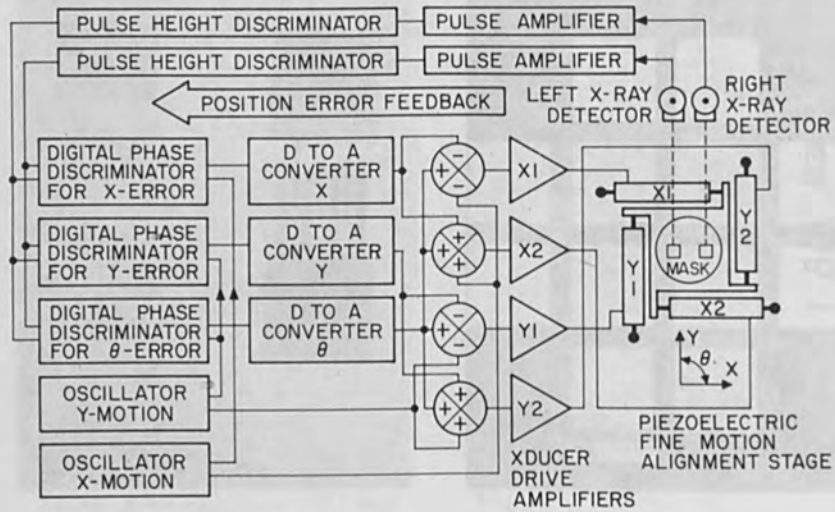 PULSE HEIGHT DISCRIMINATOR
PULSE AMPLIFIER
PULSE HEIGHT DISCRIMINATOR
PULSE AMPLIFIER
POSITION ERROR FEEDBACK
LEFT X-RAY
DETECTOR
RIGHT
X-RAY
DETECTOR
DIGITAL PHASE
DISCRIMINATOR
FOR X-ERROR
D TO A
CONVERTER
X
+ − −
X1
X1
Y2
DIGITAL PHASE
DISCRIMINATOR
FOR Y-ERROR
D TO A
CONVERTER
Y
+ + +
X2
Y1
MASK
DIGITAL PHASE
DISCRIMINATOR
FOR θ-ERROR
D TO A
CONVERTER
θ
+ − −
Y1
X2
Y
θ
X
OSCILLATOR
Y-MOTION
+ + +
Y2
OSCILLATOR
X-MOTION
XDUCER
DRIVE
AMPLIFIERS
PIEZOELECTRIC
FINE MOTION
ALIGNMENT STAGE